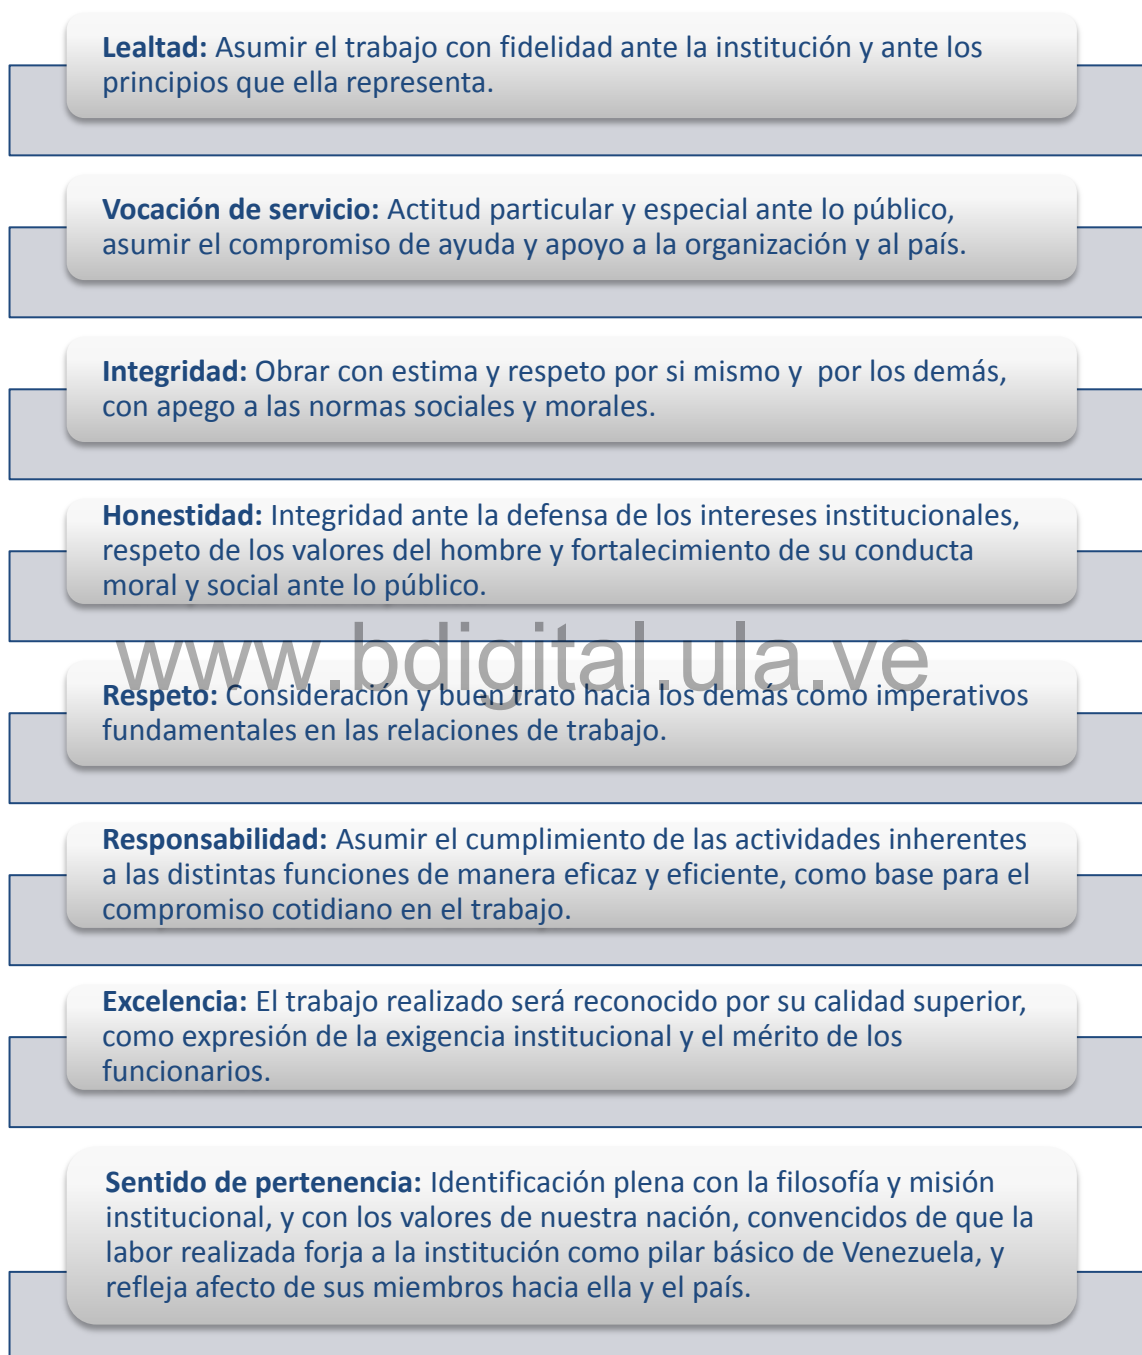 Lealtad: Asumir el trabajo con fidelidad ante la institución y ante los
principios que ella representa.
Vocación de servicio: Actitud particular y especial ante lo público,
asumir el compromiso de ayuda y apoyo a la organización y al país.
Integridad: Obrar con estima y respeto por si mismo y por los demás,
con apego a las normas sociales y morales.
Honestidad: Integridad ante la defensa de los intereses institucionales,
respeto de los valores del hombre y fortalecimiento de su conducta
moral y social ante lo público.
www.bdigital.ula.ve
Respeto: Consideración y buen trato hacia los demás como imperativos
fundamentales en las relaciones de trabajo.
Responsabilidad: Asumir el cumplimiento de las actividades inherentes
a las distintas funciones de manera eficaz y eficiente, como base para el
compromiso cotidiano en el trabajo.
Excelencia: El trabajo realizado será reconocido por su calidad superior,
como expresión de la exigencia institucional y el mérito de los
funcionarios.
Sentido de pertenencia: Identificación plena con la filosofía y misión
institucional, y con los valores de nuestra nación, convencidos de que la
labor realizada forja a la institución como pilar básico de Venezuela, y
refleja afecto de sus miembros hacia ella y el país.